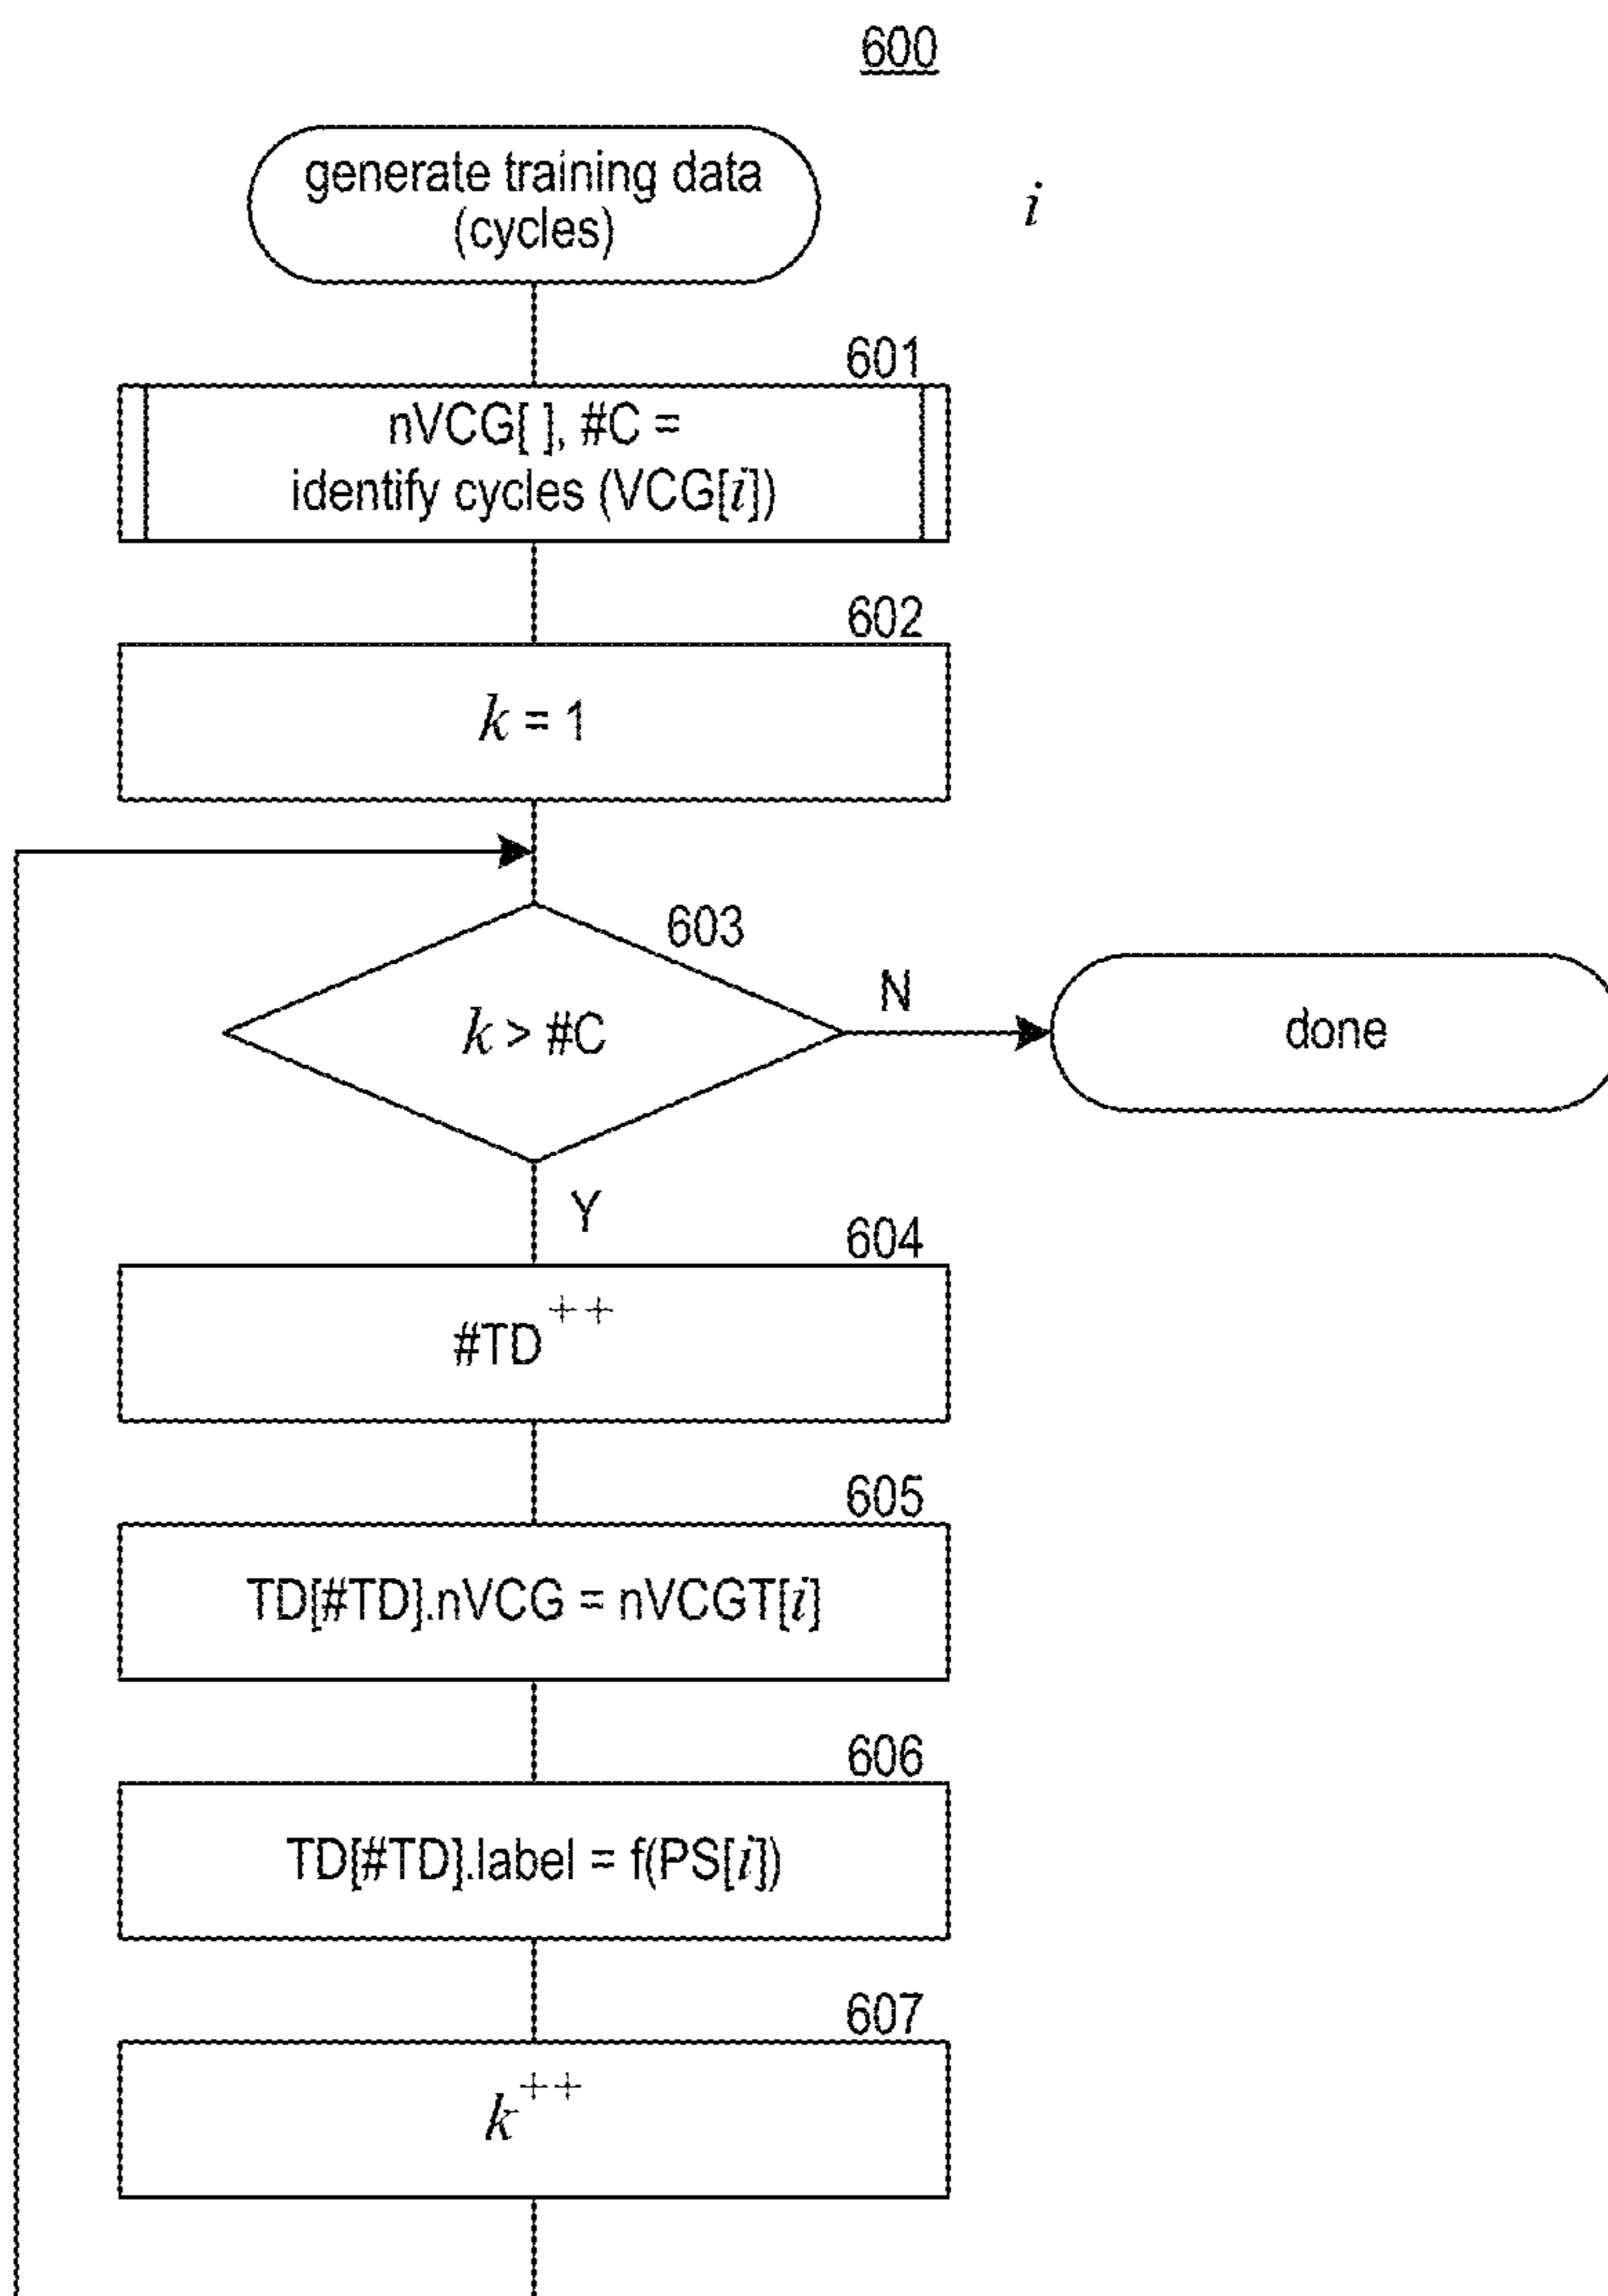 600
generate training data
(cycles)
i
601
nVCG[ ], #C =
identify cycles (VCG[i])
602
k = 1
603
k > #C
N
done
Y
604
#TD++
605
TD[#TD].nVCG = nVCGT[i]
606
TD[#TD].label = f(PS[i])
607
k++